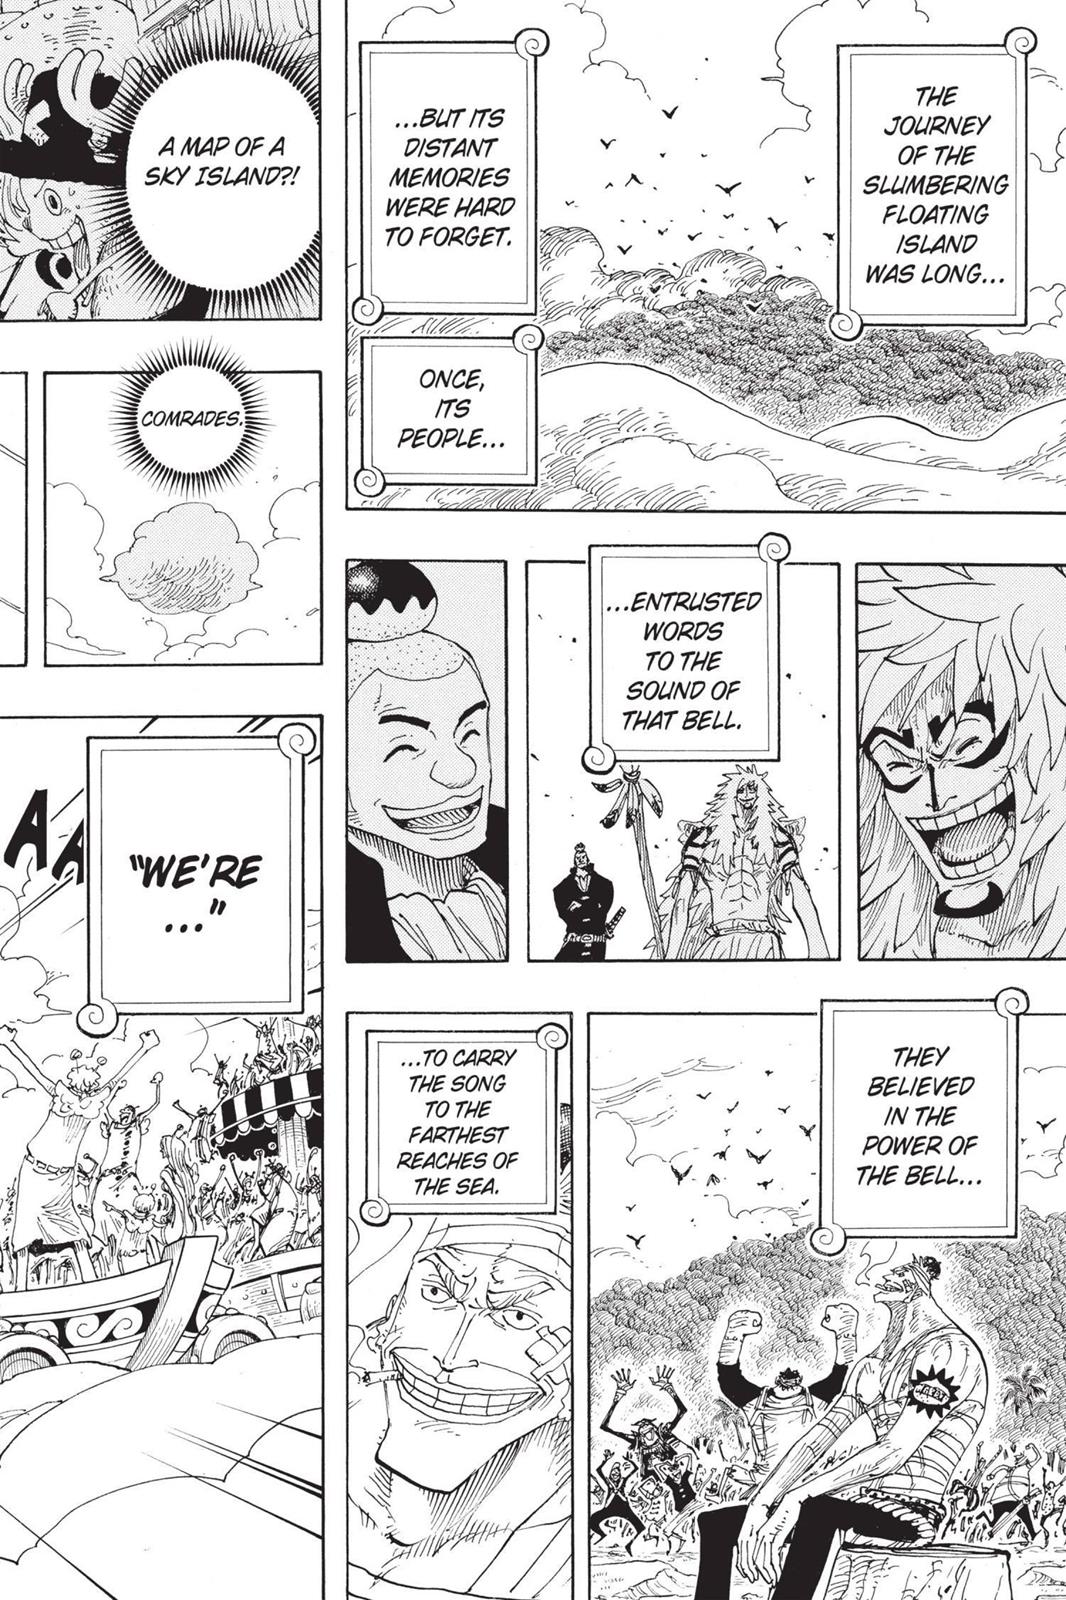 THE
JOURNEY
OF THE
SLUMBERING
FLOATING
ISLAND
WAS LONG...
...BUT ITS
DISTANT
MEMORIES
WERE HARD
TO FORGET.
ONCE,
ITS
PEOPLE...
...ENTRUSTED
WORDS
TO THE
SOUND OF
THAT BELL.
THEY
BELIEVED
IN THE
POWER OF
THE BELL...
...TO CARRY
THE SONG
TO THE
FARTHEST
REACHES OF
THE SEA.
A MAP OF A
SKY ISLAND?!
COMRADES.
"WE'RE
..."
AA